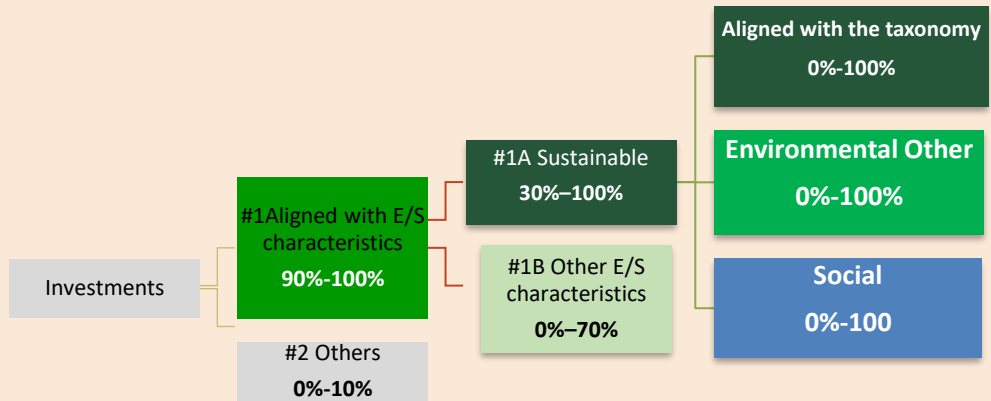 Investments
#1Aligned with E/S
characteristics
90%-100%
#2 Others
0%-10%
#1A Sustainable
30%–100%
#1B Other E/S
characteristics
0%–70%
Aligned with the taxonomy
0%-100%
Environmental Other
0%-100%
Social
0%-100